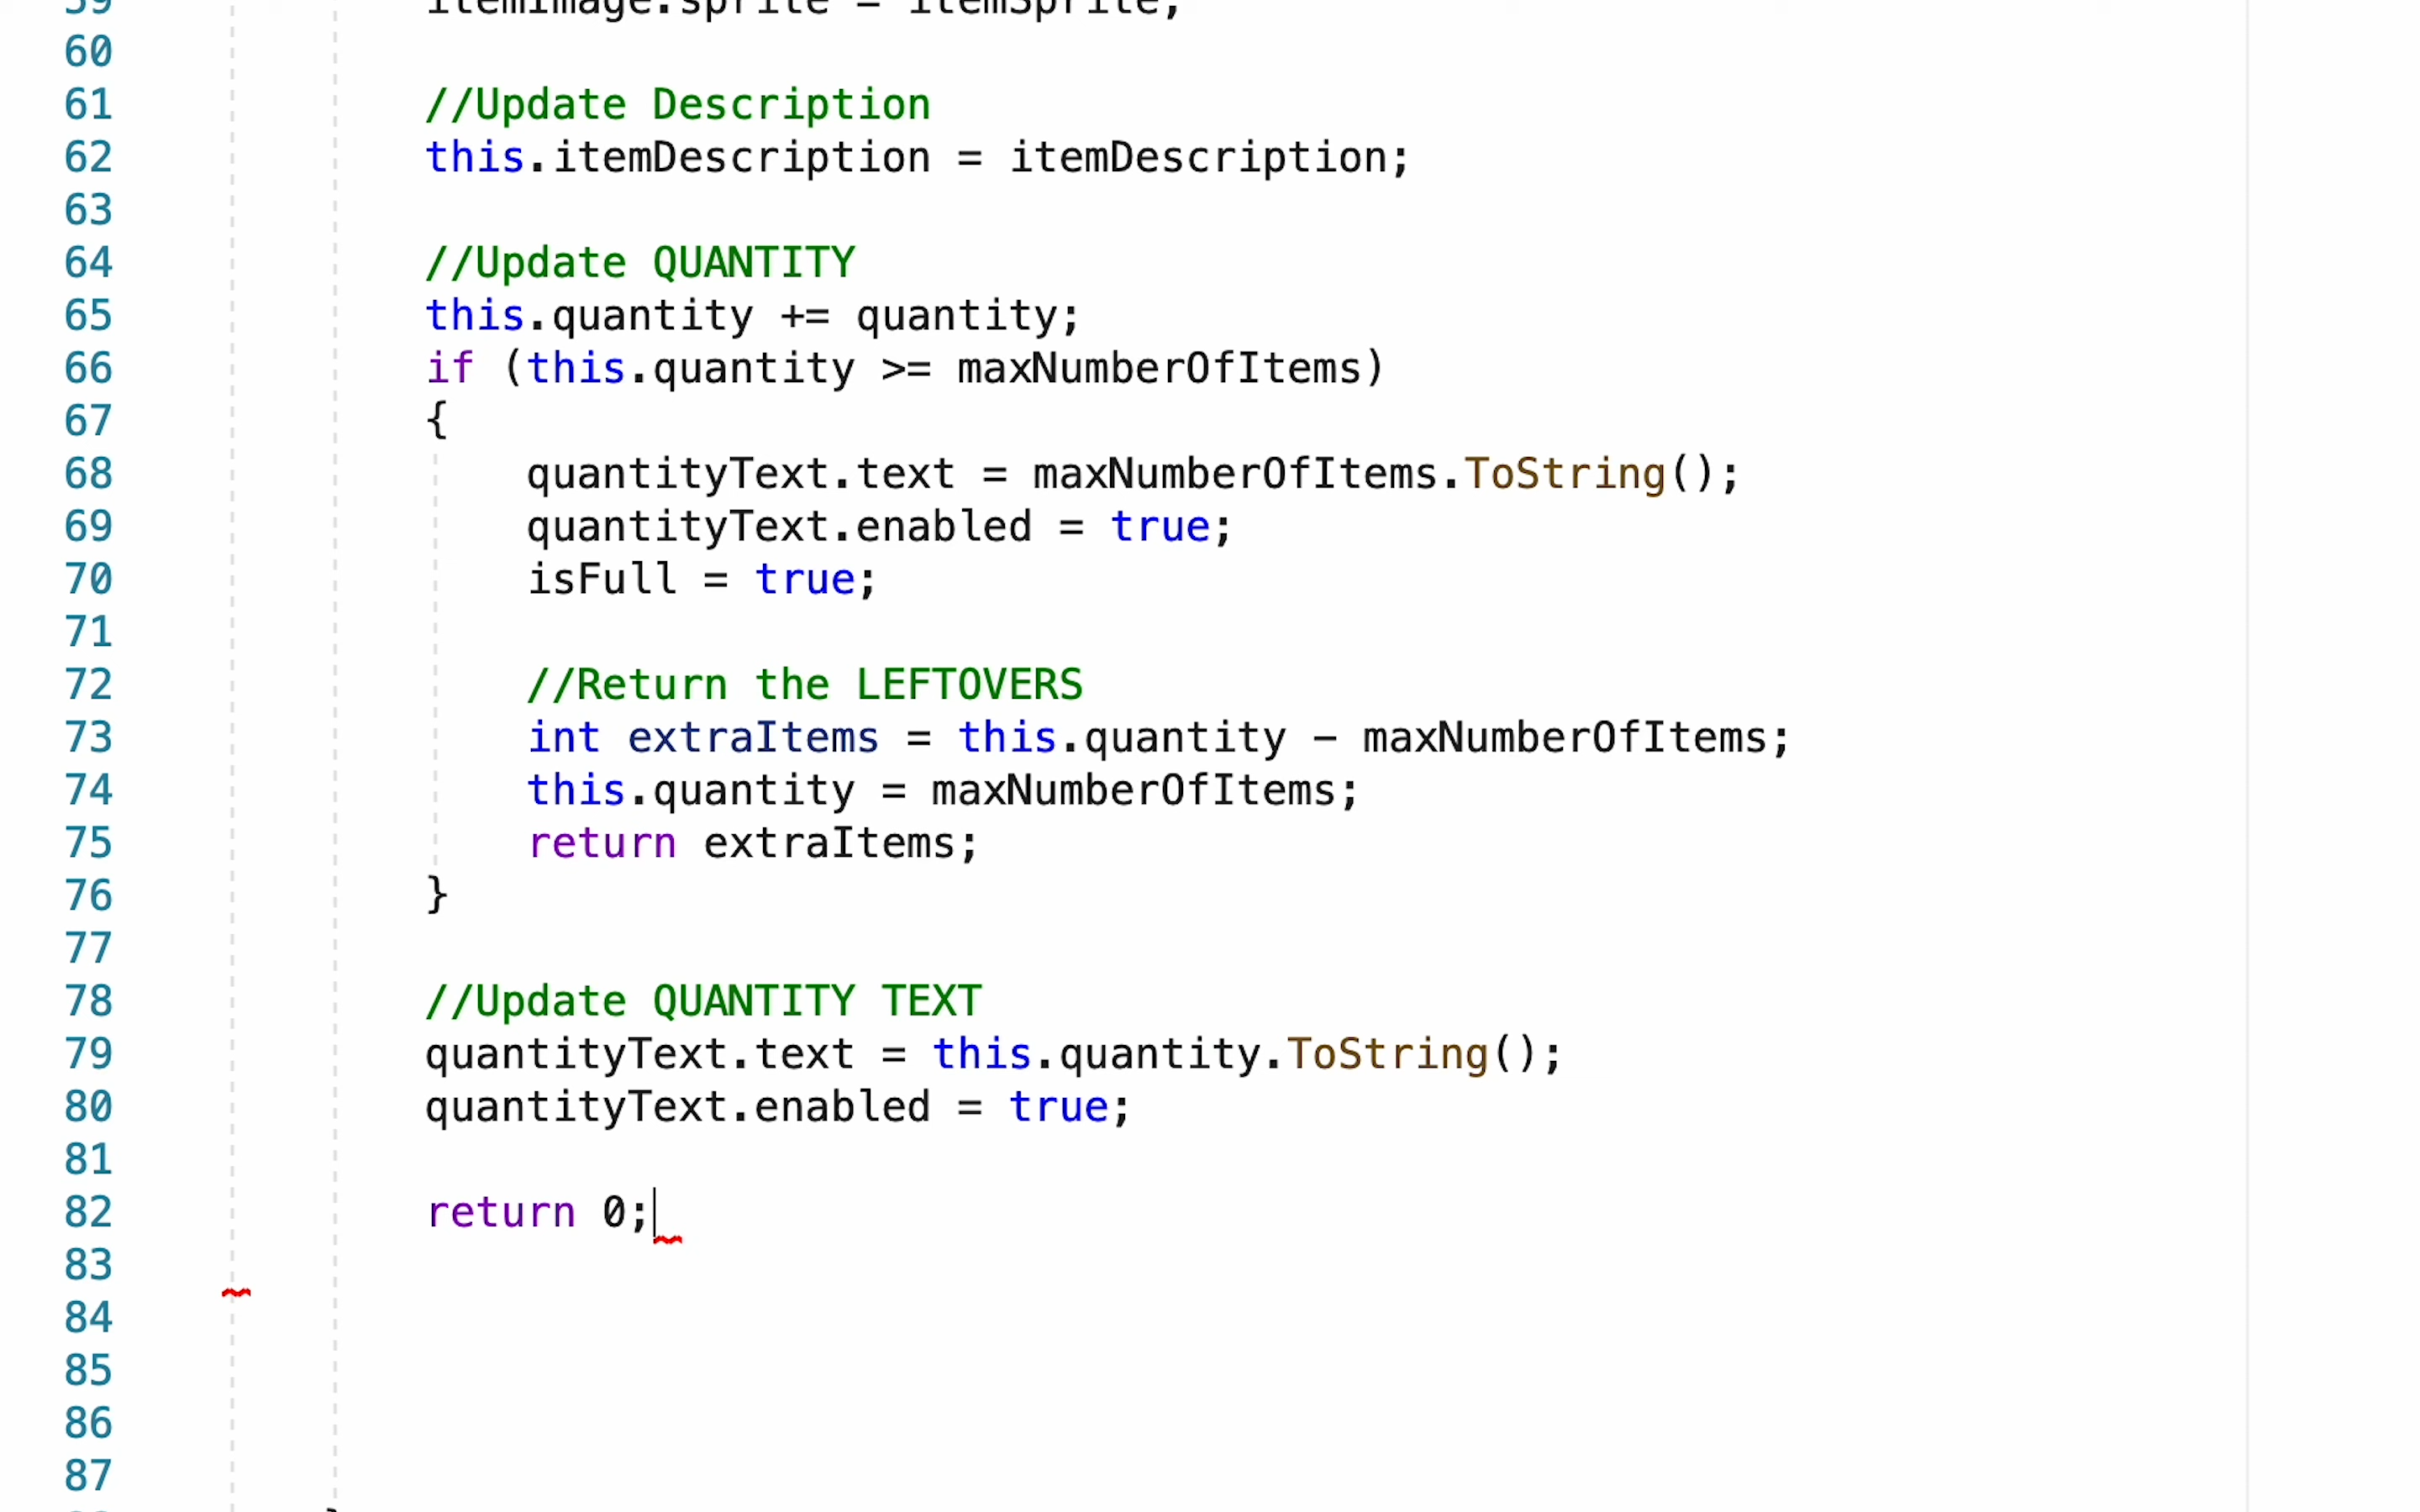 59 itemImage.sprite = itemSprite;
60
61 //Update Description
62 this.itemDescription = itemDescription;
63
64 //Update QUANTITY
65 this.quantity += quantity;
66 if (this.quantity >= maxNumberOfItems)
67 {
68 quantityText.text = maxNumberOfItems.ToString();
69 quantityText.enabled = true;
70 isFull = true;
71
72 //Return the LEFTOVERS
73 int extraItems = this.quantity - maxNumberOfItems;
74 this.quantity = maxNumberOfItems;
75 return extraItems;
76 }
77
78 //Update QUANTITY TEXT
79 quantityText.text = this.quantity.ToString();
80 quantityText.enabled = true;
81
82 return 0;
83
84
85
86
87